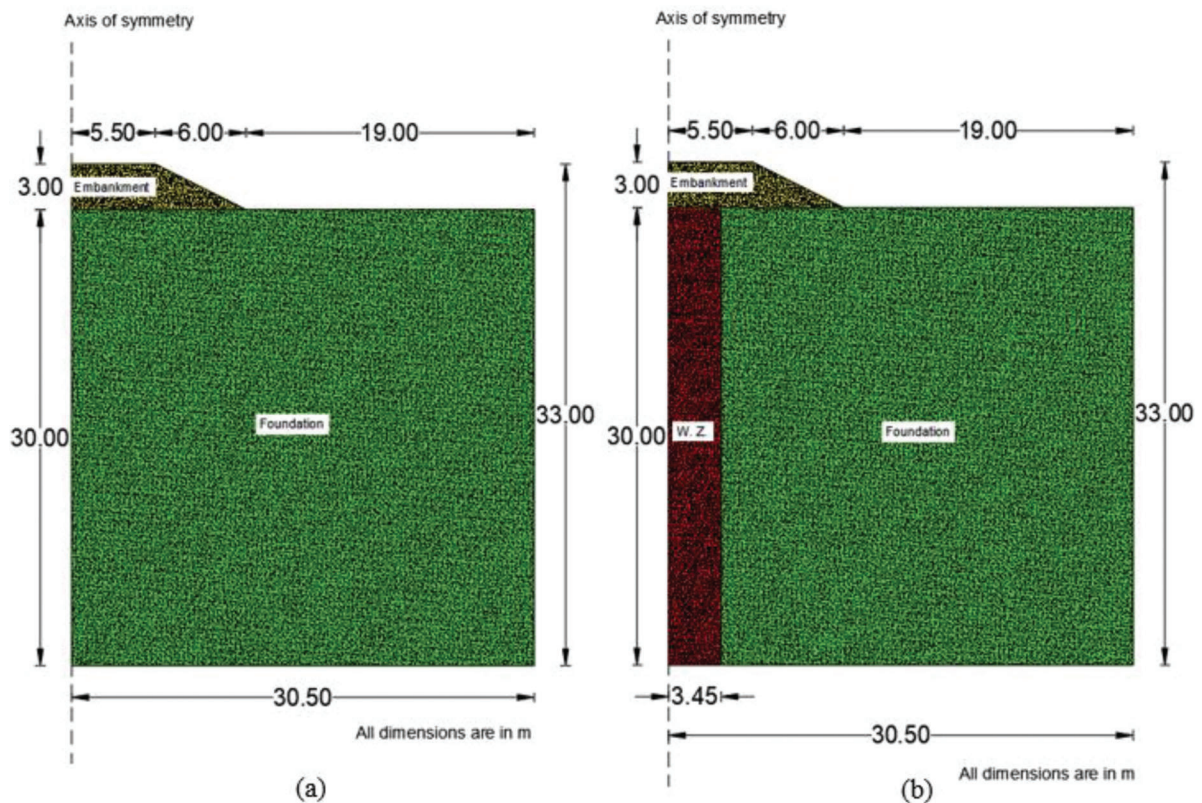 Axis of symmetry
5.50 6.00 19.00
3.00
Embankment
Foundation
30.00
33.00
30.50
All dimensions are in m
(a)
Axis of symmetry
5.50 6.00 19.00
3.00
Embankment
W. Z.
Foundation
30.00
33.00
3.45
30.50
All dimensions are in m
(b)